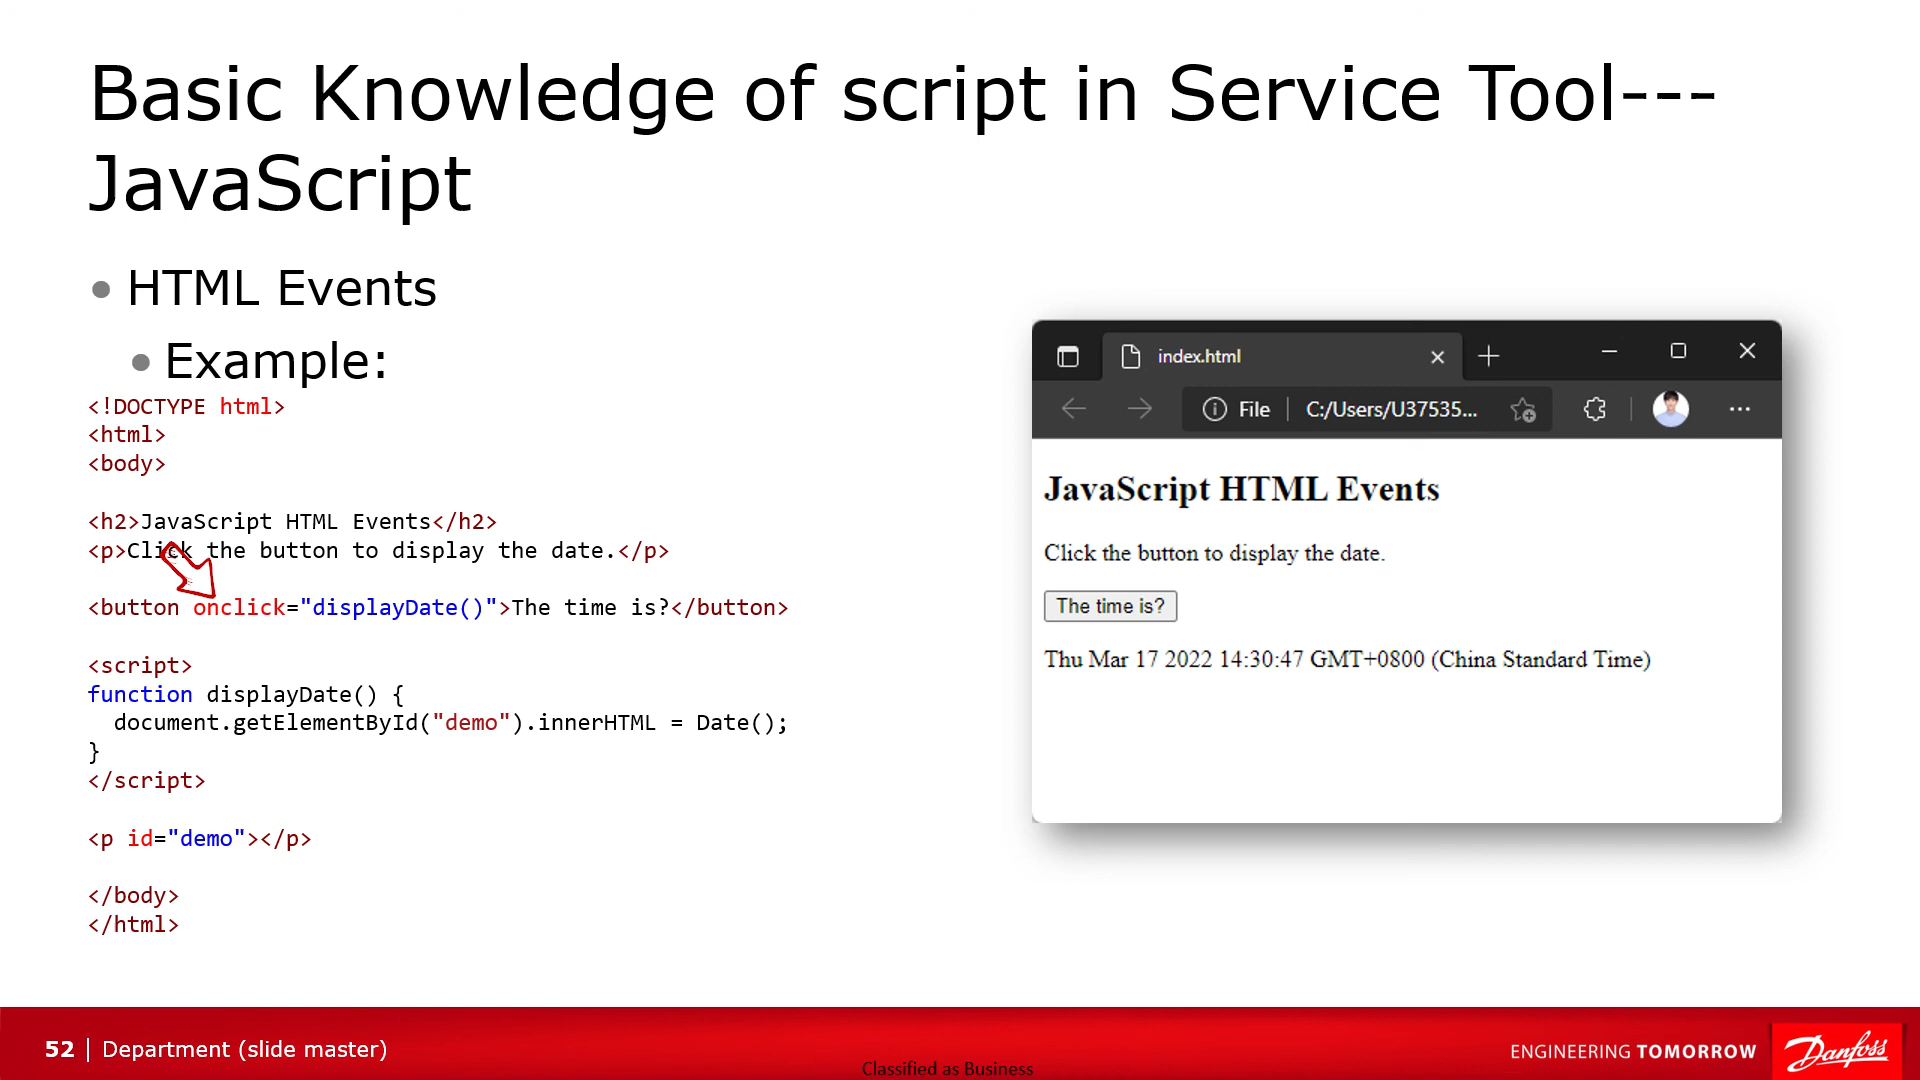 Basic Knowledge of script in Service Tool---
JavaScript
HTML Events
Example:
<!DOCTYPE html>
<html>
<body>
<h2>JavaScript HTML Events</h2>
<p>Click the button to display the date.</p>
<button onclick="displayDate()">The time is?</button>
<script>
function displayDate() {
  document.getElementById("demo").innerHTML = Date();
}
</script>
<p id="demo"></p>
</body>
</html>
index.html
File | C:/Users/U37535...
JavaScript HTML Events
Click the button to display the date.
The time is?
Thu Mar 17 2022 14:30:47 GMT+0800 (China Standard Time)
52 | Department (slide master)
Classified as Business
ENGINEERING TOMORROW
Danfoss